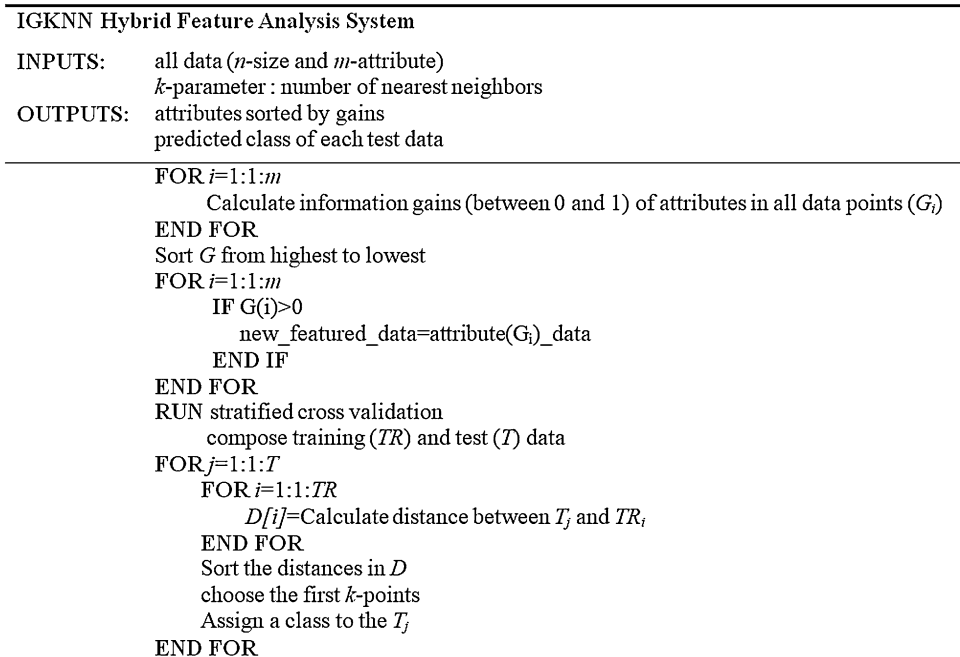 IGKNN Hybrid Feature Analysis System
INPUTS: all data (n-size and m-attribute)
k-parameter : number of nearest neighbors
OUTPUTS: attributes sorted by gains
predicted class of each test data
FOR i=1:1:m
Calculate information gains (between 0 and 1) of attributes in all data points (Gi)
END FOR
Sort G from highest to lowest
FOR i=1:1:m
IF G(i)>0
new_featured_data=attribute(Gi)_data
END IF
END FOR
RUN stratified cross validation
compose training (TR) and test (T) data
FOR j=1:1:T
FOR i=1:1:TR
D[i]=Calculate distance between Tj and TRi
END FOR
Sort the distances in D
choose the first k-points
Assign a class to the Tj
END FOR